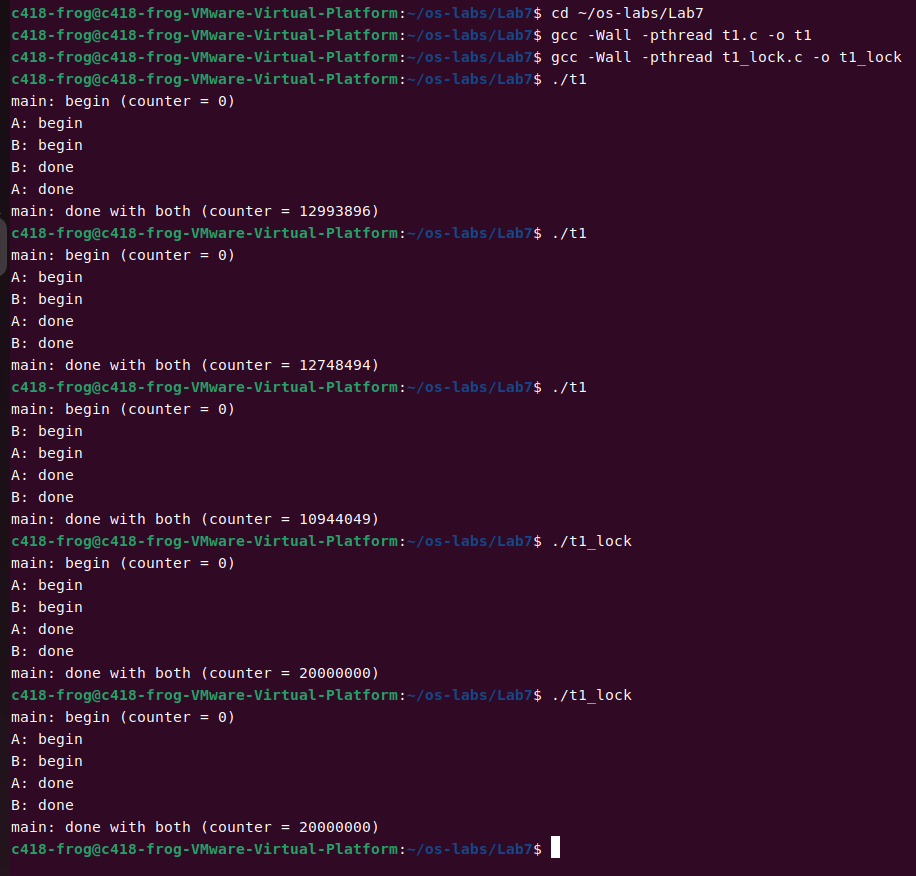 c418-frog@c418-frog-VMware-Virtual-Platform:~/os-labs/Lab7$ cd ~/os-labs/Lab7
c418-frog@c418-frog-VMware-Virtual-Platform:~/os-labs/Lab7$ gcc -Wall -pthread t1.c -o t1
c418-frog@c418-frog-VMware-Virtual-Platform:~/os-labs/Lab7$ gcc -Wall -pthread t1_lock.c -o t1_lock
c418-frog@c418-frog-VMware-Virtual-Platform:~/os-labs/Lab7$ ./t1
main: begin (counter = 0)
A: begin
B: begin
B: done
A: done
main: done with both (counter = 12993896)
c418-frog@c418-frog-VMware-Virtual-Platform:~/os-labs/Lab7$ ./t1
main: begin (counter = 0)
A: begin
B: begin
A: done
B: done
main: done with both (counter = 12748494)
c418-frog@c418-frog-VMware-Virtual-Platform:~/os-labs/Lab7$ ./t1
main: begin (counter = 0)
B: begin
A: begin
A: done
B: done
main: done with both (counter = 10944049)
c418-frog@c418-frog-VMware-Virtual-Platform:~/os-labs/Lab7$ ./t1_lock
main: begin (counter = 0)
A: begin
B: begin
A: done
B: done
main: done with both (counter = 20000000)
c418-frog@c418-frog-VMware-Virtual-Platform:~/os-labs/Lab7$ ./t1_lock
main: begin (counter = 0)
A: begin
B: begin
A: done
B: done
main: done with both (counter = 20000000)
c418-frog@c418-frog-VMware-Virtual-Platform:~/os-labs/Lab7$